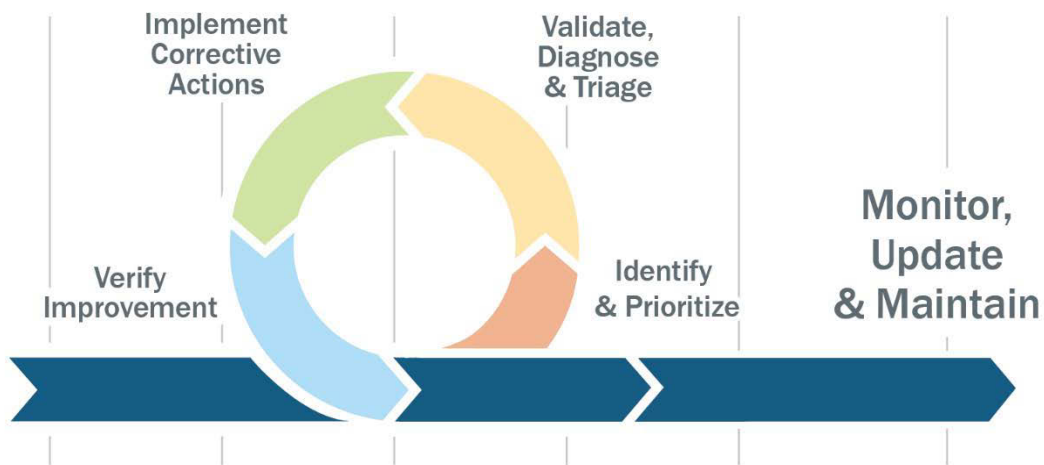 Implement
Corrective
Actions
Validate,
Diagnose
& Triage
Verify
Improvement
Identify
& Prioritize
Monitor,
Update
& Maintain